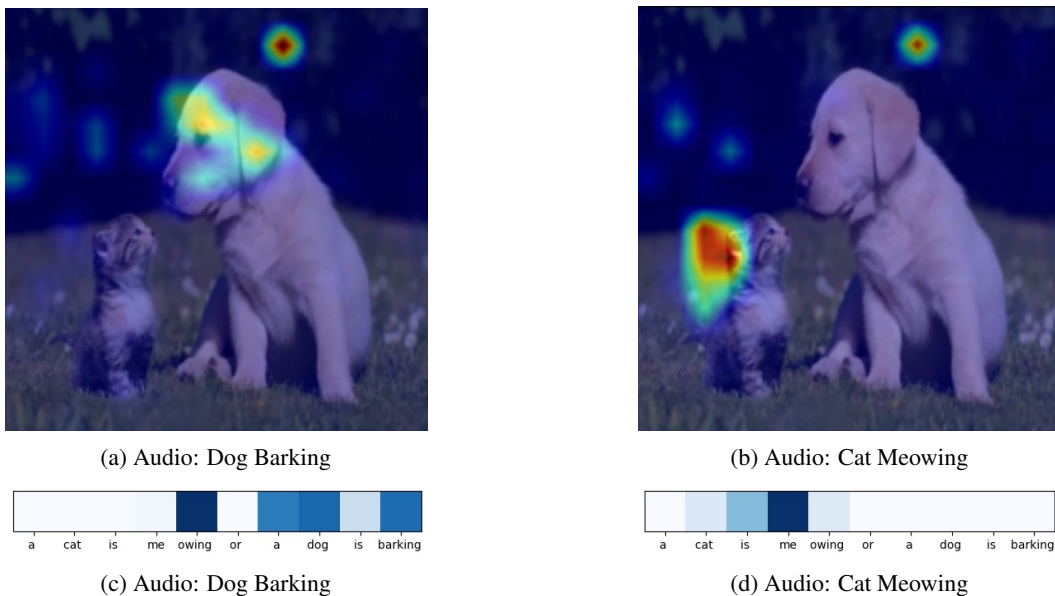 (a) Audio: Dog Barking
(b) Audio: Cat Meowing
a cat is me owing or a dog is barking
a cat is me owing or a dog is barking
(c) Audio: Dog Barking
(d) Audio: Cat Meowing